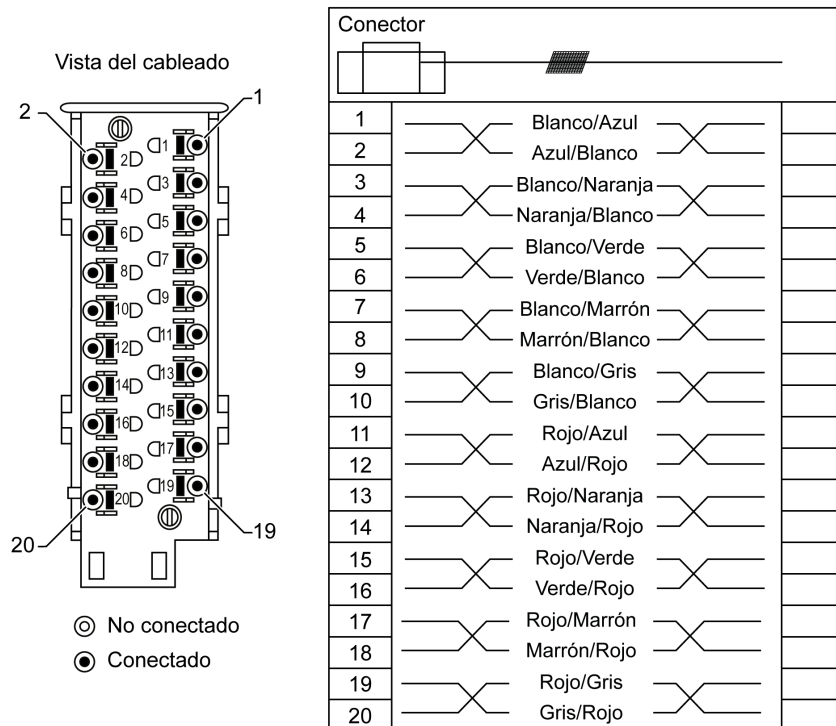 Vista del cableado
2
1
1
2
3
4
5
6
7
8
9
10
11
12
13
14
15
16
17
18
19
20
20
19
No conectado
Conectado
Conector
1 Blanco/Azul
2 Azul/Blanco
3 Blanco/Naranja
4 Naranja/Blanco
5 Blanco/Verde
6 Verde/Blanco
7 Blanco/Marrón
8 Marrón/Blanco
9 Blanco/Gris
10 Gris/Blanco
11 Rojo/Azul
12 Azul/Rojo
13 Rojo/Naranja
14 Naranja/Rojo
15 Rojo/Verde
16 Verde/Rojo
17 Rojo/Marrón
18 Marrón/Rojo
19 Rojo/Gris
20 Gris/Rojo